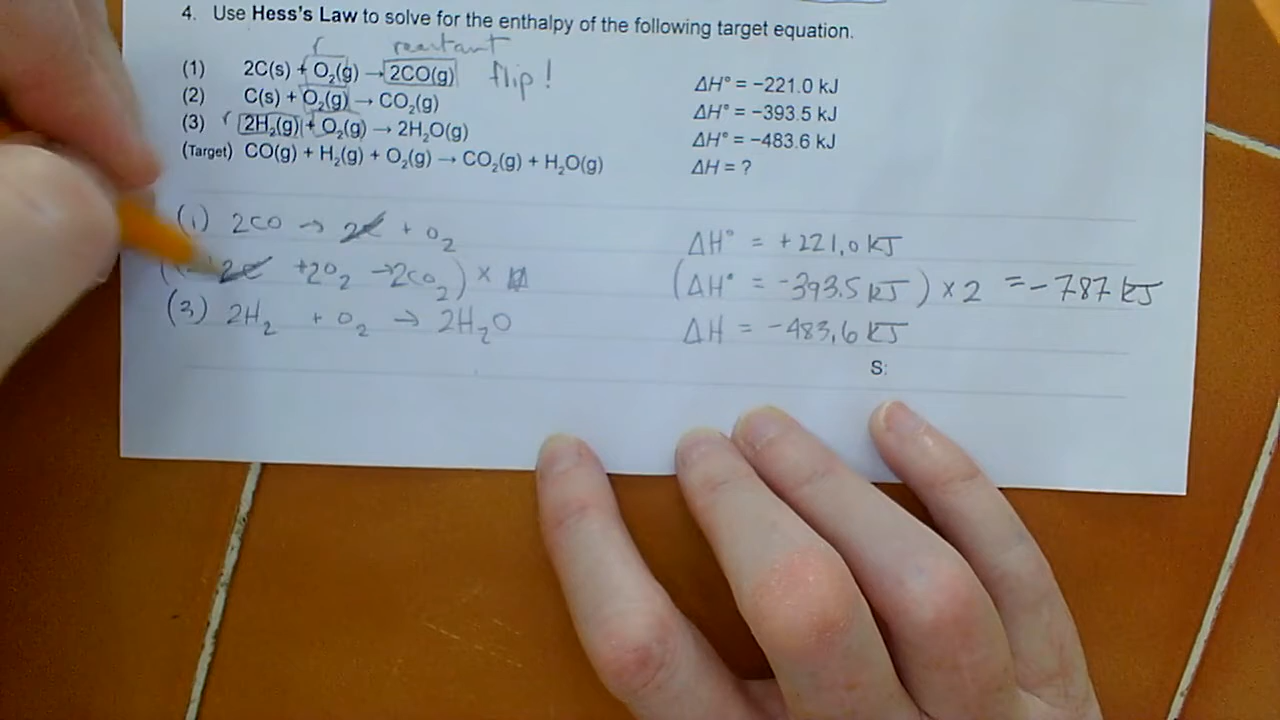 4. Use Hess's Law to solve for the enthalpy of the following target equation.
r reactant
(1) 2C(s) + O₂(g) → 2CO(g) flip! ΔH° = −221.0 kJ
(2) C(s) + O₂(g) → CO₂(g) ΔH° = −393.5 kJ
(3) r 2H₂(g) + O₂(g) → 2H₂O(g) ΔH° = −483.6 kJ
(Target) CO(g) + H₂(g) + O₂(g) → CO₂(g) + H₂O(g) ΔH = ?
(1) 2CO → 2C + O₂ ΔH° = +221.0 KJ
( 2C +2O₂ → 2CO₂ ) × (ΔH° = -393.5 KJ) × 2 = -787 KJ
(3) 2H₂ + O₂ → 2H₂O ΔH = -483.6 KJ
S: